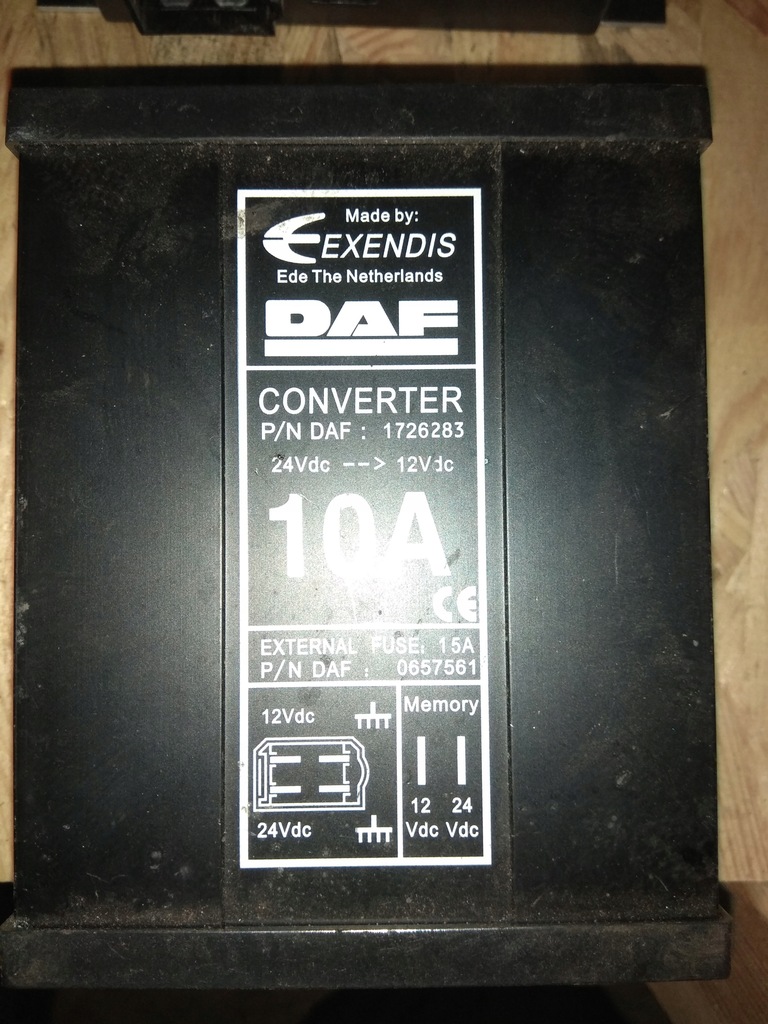 Made by:
EXENDIS
Ede The Netherlands
DAF
CONVERTER
P/N DAF : 1726283
24Vdc --> 12Vdc
10A
CE
EXTERNAL FUSE: 15A
P/N DAF : 0657561
12Vdc
24Vdc
Memory
12 24
Vdc Vdc